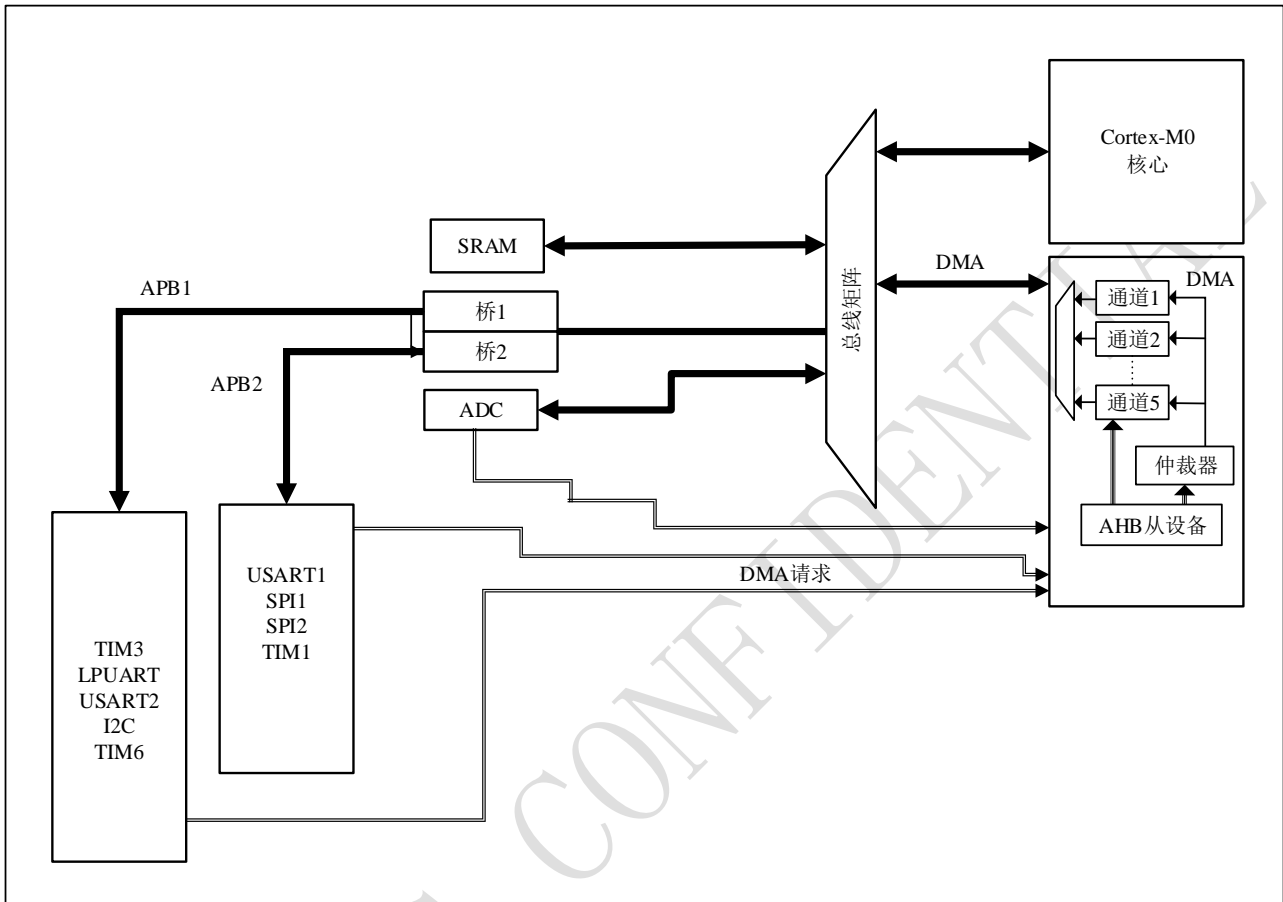 Cortex-M0
核心
SRAM
DMA
DMA
APB1
桥1
通道1
桥2
通道2
总线矩阵
APB2
ADC
通道5
仲裁器
AHB从设备
USART1
SPI1
SPI2
TIM1
DMA请求
TIM3
LPUART
USART2
I2C
TIM6
CONFIDENTIAL